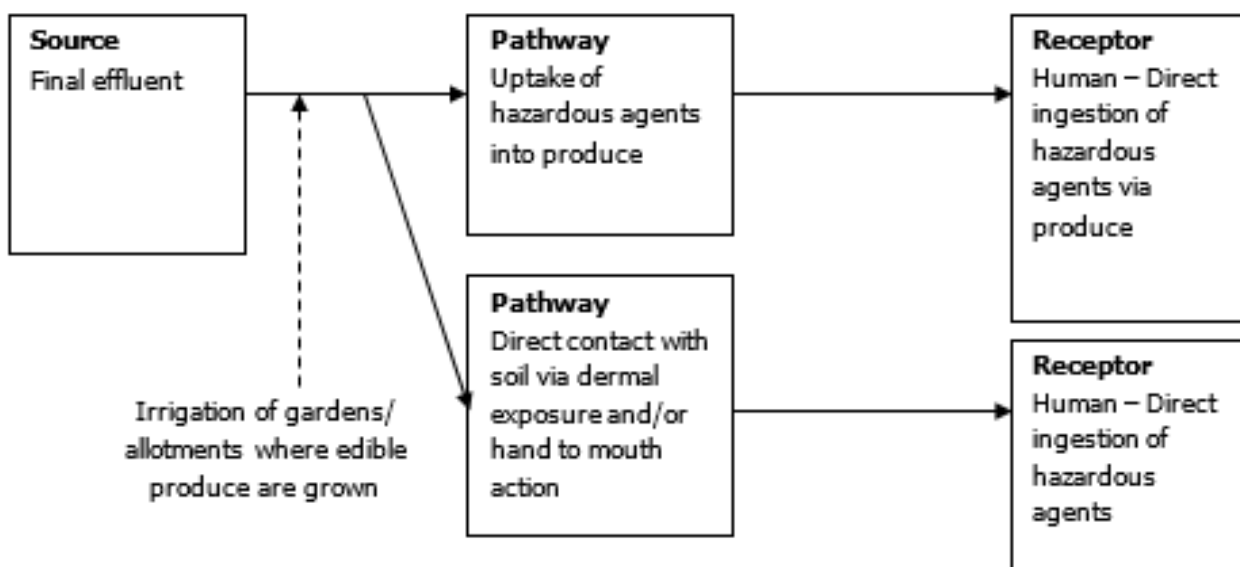 Source
Final effluent
Pathway
Uptake of
hazardous agents
into produce
Receptor
Human – Direct
ingestion of
hazardous
agents via
produce
Irrigation of gardens/
allotments where edible
produce are grown
Pathway
Direct contact with
soil via dermal
exposure and/or
hand to mouth
action
Receptor
Human – Direct
ingestion of
hazardous
agents